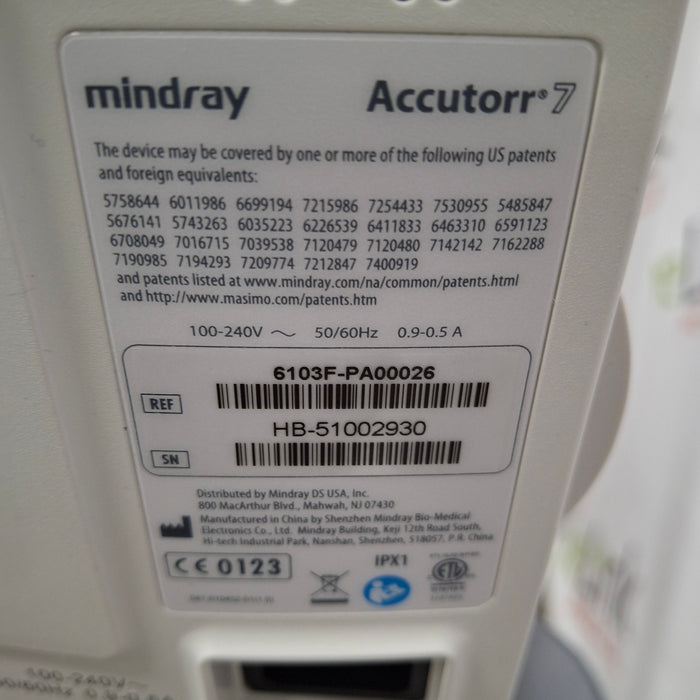 mindray Accutorr®7
The device may be covered by one or more of the following US patents
and foreign equivalents:
5758644 6011986 6699194 7215986 7254433 7530955 5485847
5676141 5743263 6035223 6226539 6411833 6463310 6591123
6708049 7016715 7039538 7120479 7120480 7142142 7162288
7190985 7194293 7209774 7212847 7400919
and patents listed at www.mindray.com/na/common/patents.html
and http://www.masimo.com/patents.htm
100-240V ~ 50/60Hz 0.9-0.5 A
6103F-PA00026
REF
HB-51002930
SN
Distributed by Mindray DS USA, Inc.
800 MacArthur Blvd., Mahwah, NJ 07430
Manufactured in China by Shenzhen Mindray Bio-Medical
Electronics Co., Ltd. Mindray Building, Keji 12th Road South,
Hi-tech Industrial Park, Nanshan, Shenzhen, 518057, P.R. China
CE 0123 IPX1
ETL
100-240V~
50/60Hz